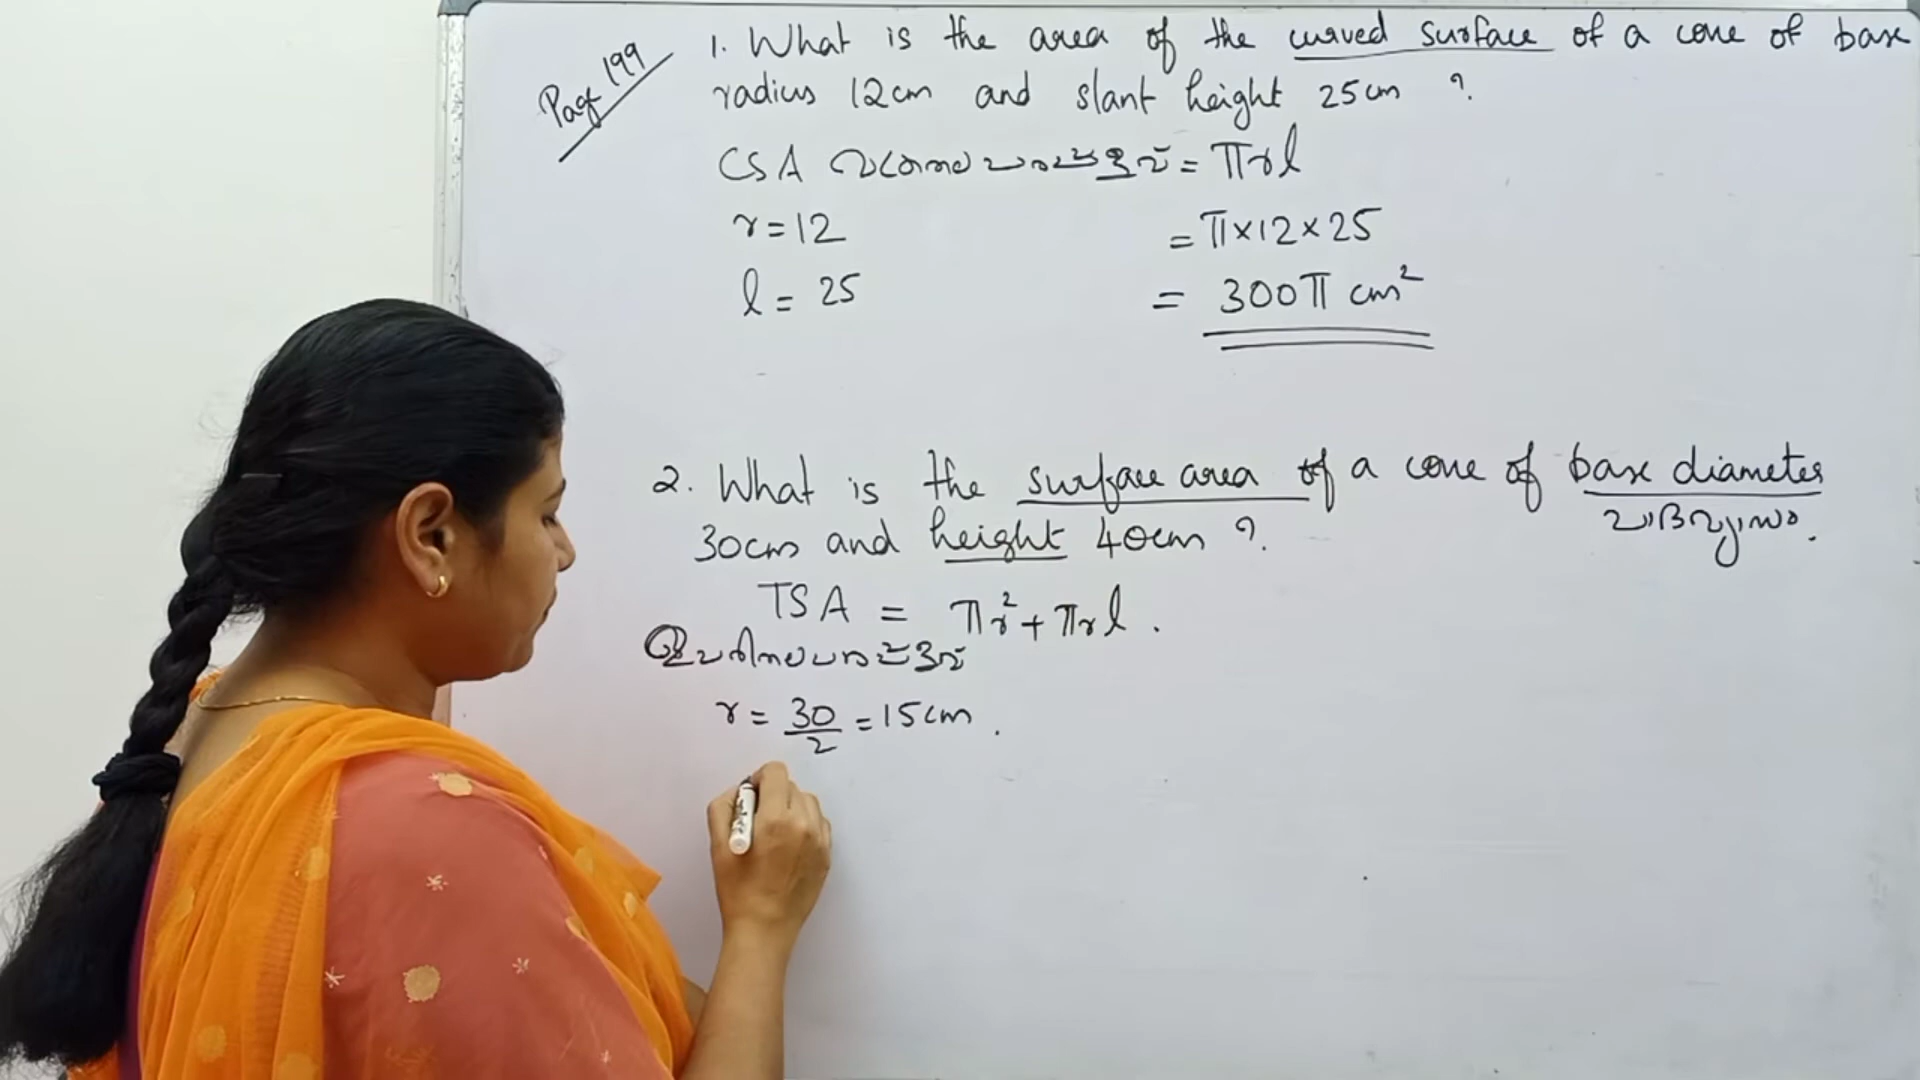 Page 199
1. What is the area of the curved surface of a cone of base
radius 12cm and slant height 25cm ?
CSA = πrl
r = 12 = π×12×25
l = 25 = 300π cm²
2. What is the surface area of a cone of base diameter
30cm and height 40cm ? വ്യാസം.
TSA = πr² + πrl .
r = 30/2 = 15cm .